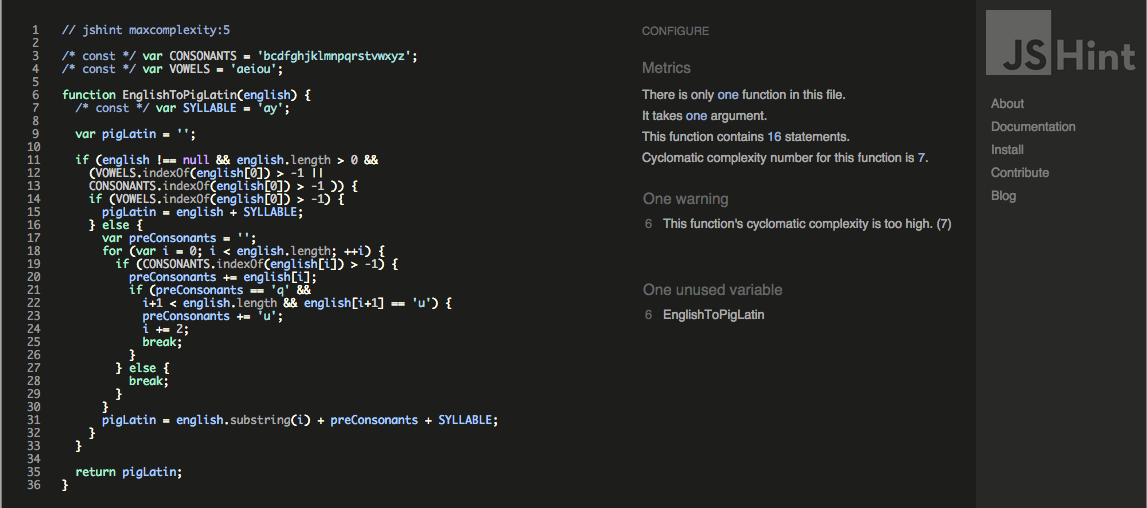 1 // jshint maxcomplexity:5
2
3 /* const */ var CONSONANTS = 'bcdfghjklmnpqrstvwxyz';
4 /* const */ var VOWELS = 'aeiou';
5
6 function EnglishToPigLatin(english) {
7 /* const */ var SYLLABLE = 'ay';
8
9 var pigLatin = '';
10
11 if (english !== null && english.length > 0 &&
12 (VOWELS.indexOf(english[0]) > -1 ||
13 CONSONANTS.indexOf(english[0]) > -1 )) {
14 if (VOWELS.indexOf(english[0]) > -1) {
15 pigLatin = english + SYLLABLE;
16 } else {
17 var preConsonants = '';
18 for (var i = 0; i < english.length; ++i) {
19 if (CONSONANTS.indexOf(english[i]) > -1) {
20 preConsonants += english[i];
21 if (preConsonants == 'q' &&
22 i+1 < english.length && english[i+1] == 'u') {
23 preConsonants += 'u';
24 i += 2;
25 break;
26 }
27 } else {
28 break;
29 }
30 }
31 pigLatin = english.substring(i) + preConsonants + SYLLABLE;
32 }
33 }
34
35 return pigLatin;
36 }
CONFIGURE
Metrics
There is only one function in this file.
It takes one argument.
This function contains 16 statements.
Cyclomatic complexity number for this function is 7.
One warning
6 This function's cyclomatic complexity is too high. (7)
One unused variable
6 EnglishToPigLatin
JSHint
About
Documentation
Install
Contribute
Blog